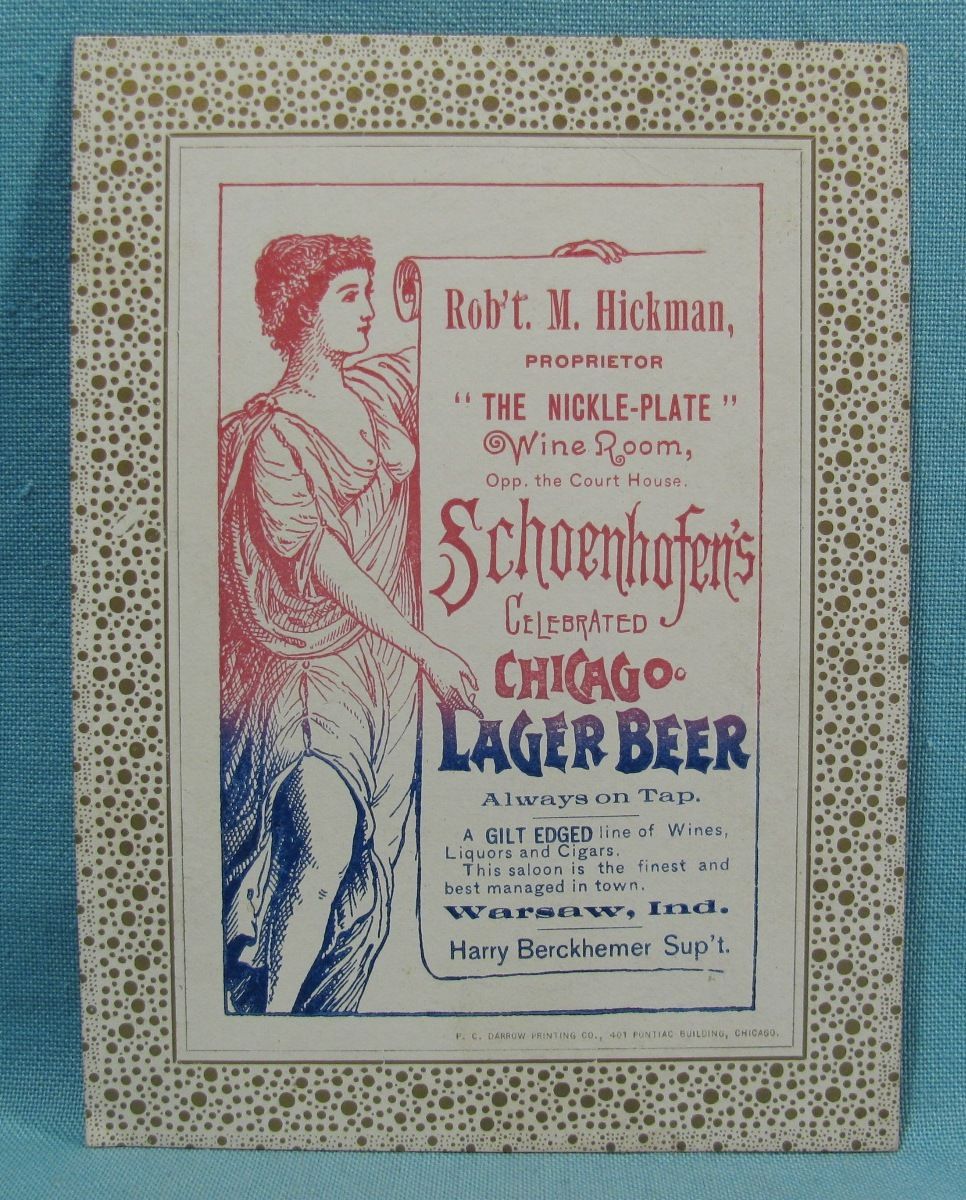 Rob't. M. Hickman,
PROPRIETOR
"THE NICKLE-PLATE"
Wine Room,
Opp. the Court House.
Schoenhofen's
CELEBRATED
CHICAGO
LAGER BEER
Always on Tap.
A GILT EDGED line of Wines,
Liquors and Cigars.
This saloon is the finest and
best managed in town.
Warsaw, Ind.
Harry Berckhemer Sup't.
F. C. DARROW PRINTING CO., 401 PONTIAC BUILDING, CHICAGO.